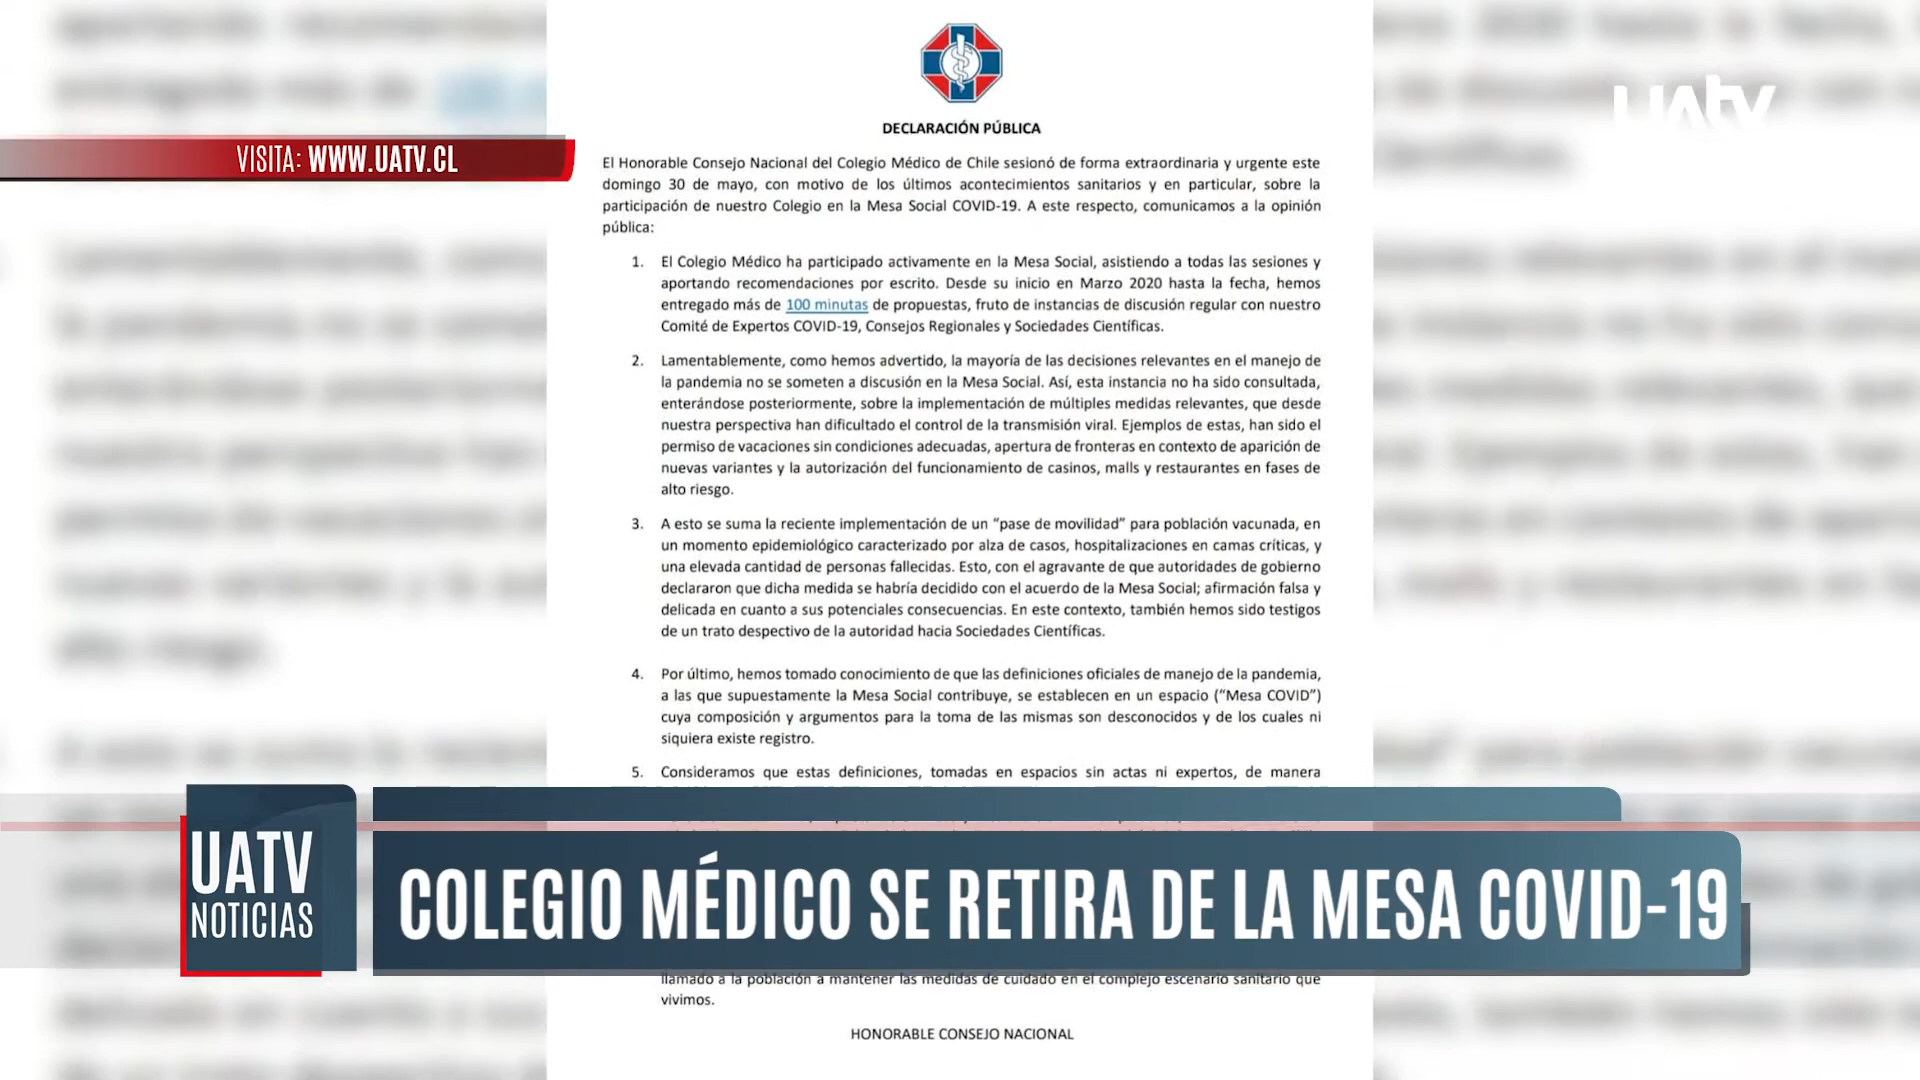 UATV
VISITA: WWW.UATV.CL
DECLARACIÓN PÚBLICA
El Honorable Consejo Nacional del Colegio Médico de Chile sesionó de forma extraordinaria y urgente este
domingo 30 de mayo, con motivo de los últimos acontecimientos sanitarios y en particular, sobre la
participación de nuestro Colegio en la Mesa Social COVID-19. A este respecto, comunicamos a la opinión
pública:
1. El Colegio Médico ha participado activamente en la Mesa Social, asistiendo a todas las sesiones y
aportando recomendaciones por escrito. Desde su inicio en Marzo 2020 hasta la fecha, hemos
entregado más de 100 minutas de propuestas, fruto de instancias de discusión regular con nuestro
Comité de Expertos COVID-19, Consejos Regionales y Sociedades Científicas.
2. Lamentablemente, como hemos advertido, la mayoría de las decisiones relevantes en el manejo de
la pandemia no se someten a discusión en la Mesa Social. Así, esta instancia no ha sido consultada,
enterándose posteriormente, sobre la implementación de múltiples medidas relevantes, que desde
nuestra perspectiva han dificultado el control de la transmisión viral. Ejemplos de estas, han sido el
permiso de vacaciones sin condiciones adecuadas, apertura de fronteras en contexto de aparición de
nuevas variantes y la autorización del funcionamiento de casinos, malls y restaurantes en fases de
alto riesgo.
3. A esto se suma la reciente implementación de un “pase de movilidad” para población vacunada, en
un momento epidemiológico caracterizado por alza de casos, hospitalizaciones en camas críticas, y
una elevada cantidad de personas fallecidas. Esto, con el agravante de que autoridades de gobierno
declararon que dicha medida se habría decidido con el acuerdo de la Mesa Social; afirmación falsa y
delicada en cuanto a sus potenciales consecuencias. En este contexto, también hemos sido testigos
de un trato despectivo de la autoridad hacia Sociedades Científicas.
4. Por último, hemos tomado conocimiento de que las definiciones oficiales de manejo de la pandemia,
a las que supuestamente la Mesa Social contribuye, se establecen en un espacio (“Mesa COVID”)
cuya composición y argumentos para la toma de las mismas son desconocidos y de los cuales ni
siquiera existe registro.
5. Consideramos que estas definiciones, tomadas en espacios sin actas ni expertos, de manera
UATV
NOTICIAS
COLEGIO MÉDICO SE RETIRA DE LA MESA COVID-19
llamado a la población a mantener las medidas de cuidado en el complejo escenario sanitario que
vivimos.
HONORABLE CONSEJO NACIONAL